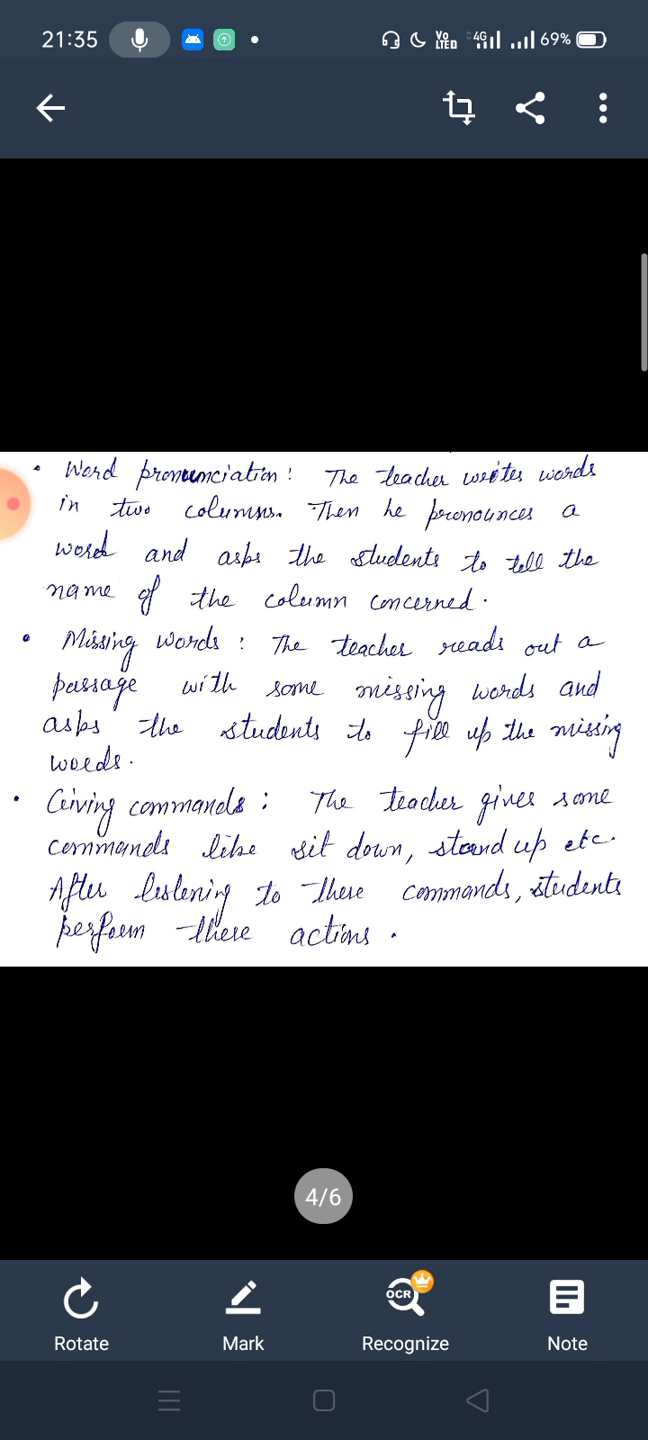 21:35
Vo LTED
4G
69%
• Word pronunciation: The teacher writes words
in two columns. Then he pronounces a
word and asks the students to tell the
name of the column concerned.
• Missing words: The teacher reads out a
passage with some missing words and
asks the students to fill up the missing
words.
• Giving commands: The teacher gives some
commands like sit down, stand up etc.
After listening to these commands, students
perform these actions.
4/6
OCR
Rotate Mark Recognize Note